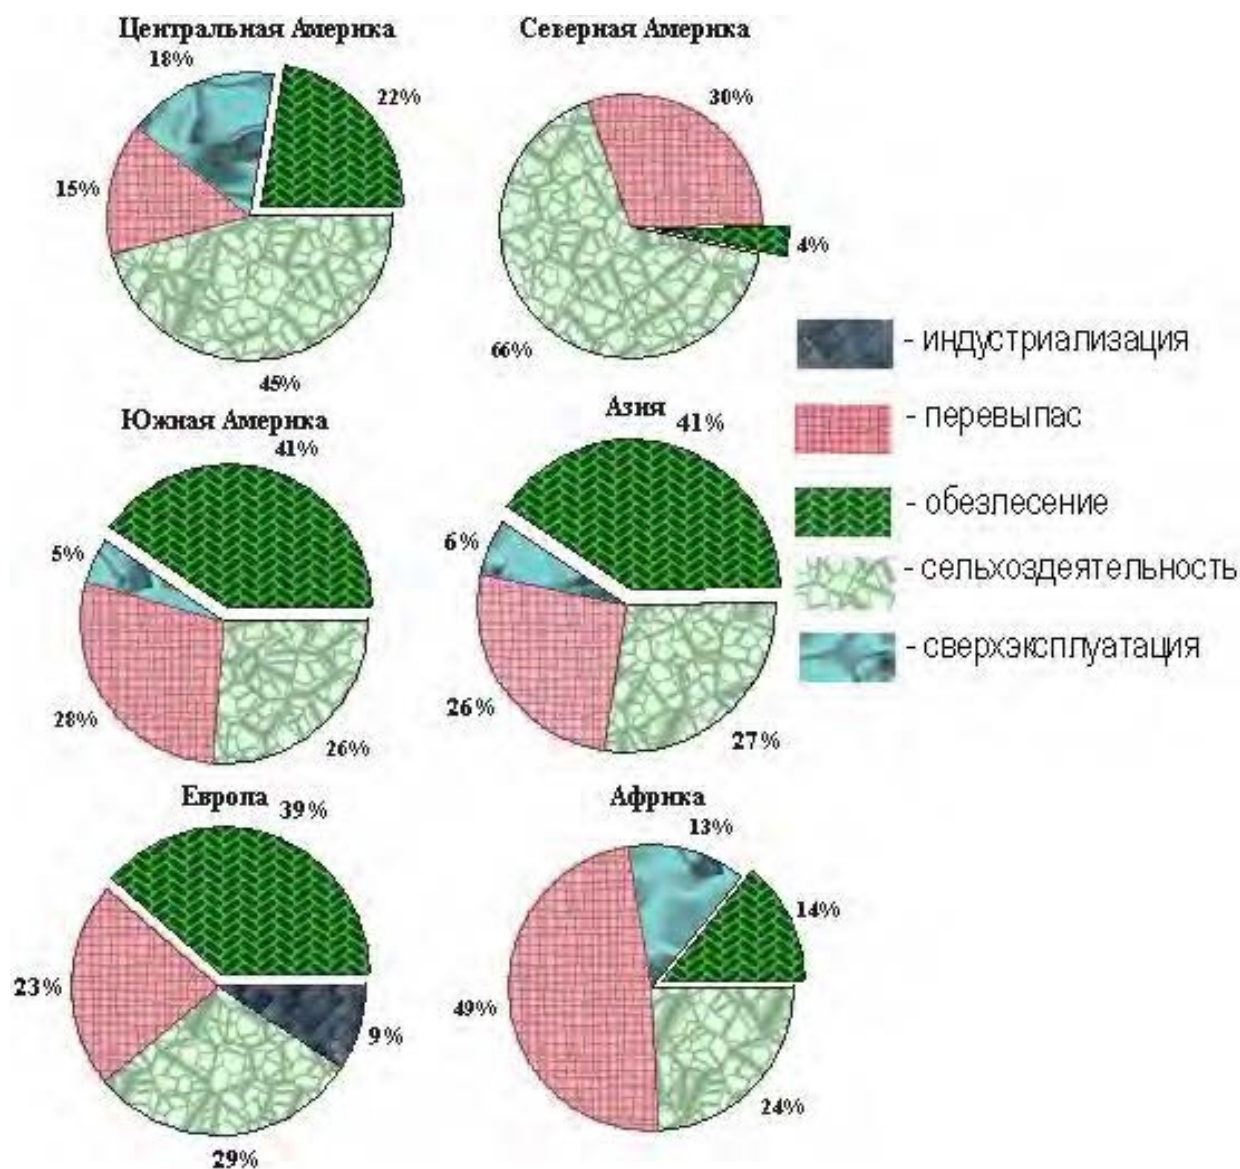 Центральная Америка
18%
22%
15%
45%
Северная Америка
30%
4%
66%
Южная Америка
41%
5%
28%
26%
Азия
41%
6%
26%
27%
Европа
39%
23%
9%
29%
Африка
13%
14%
49%
24%
- индустриализация
- перевыпас
- обезлесение
- сельхоздеятельность
- сверхэксплуатация